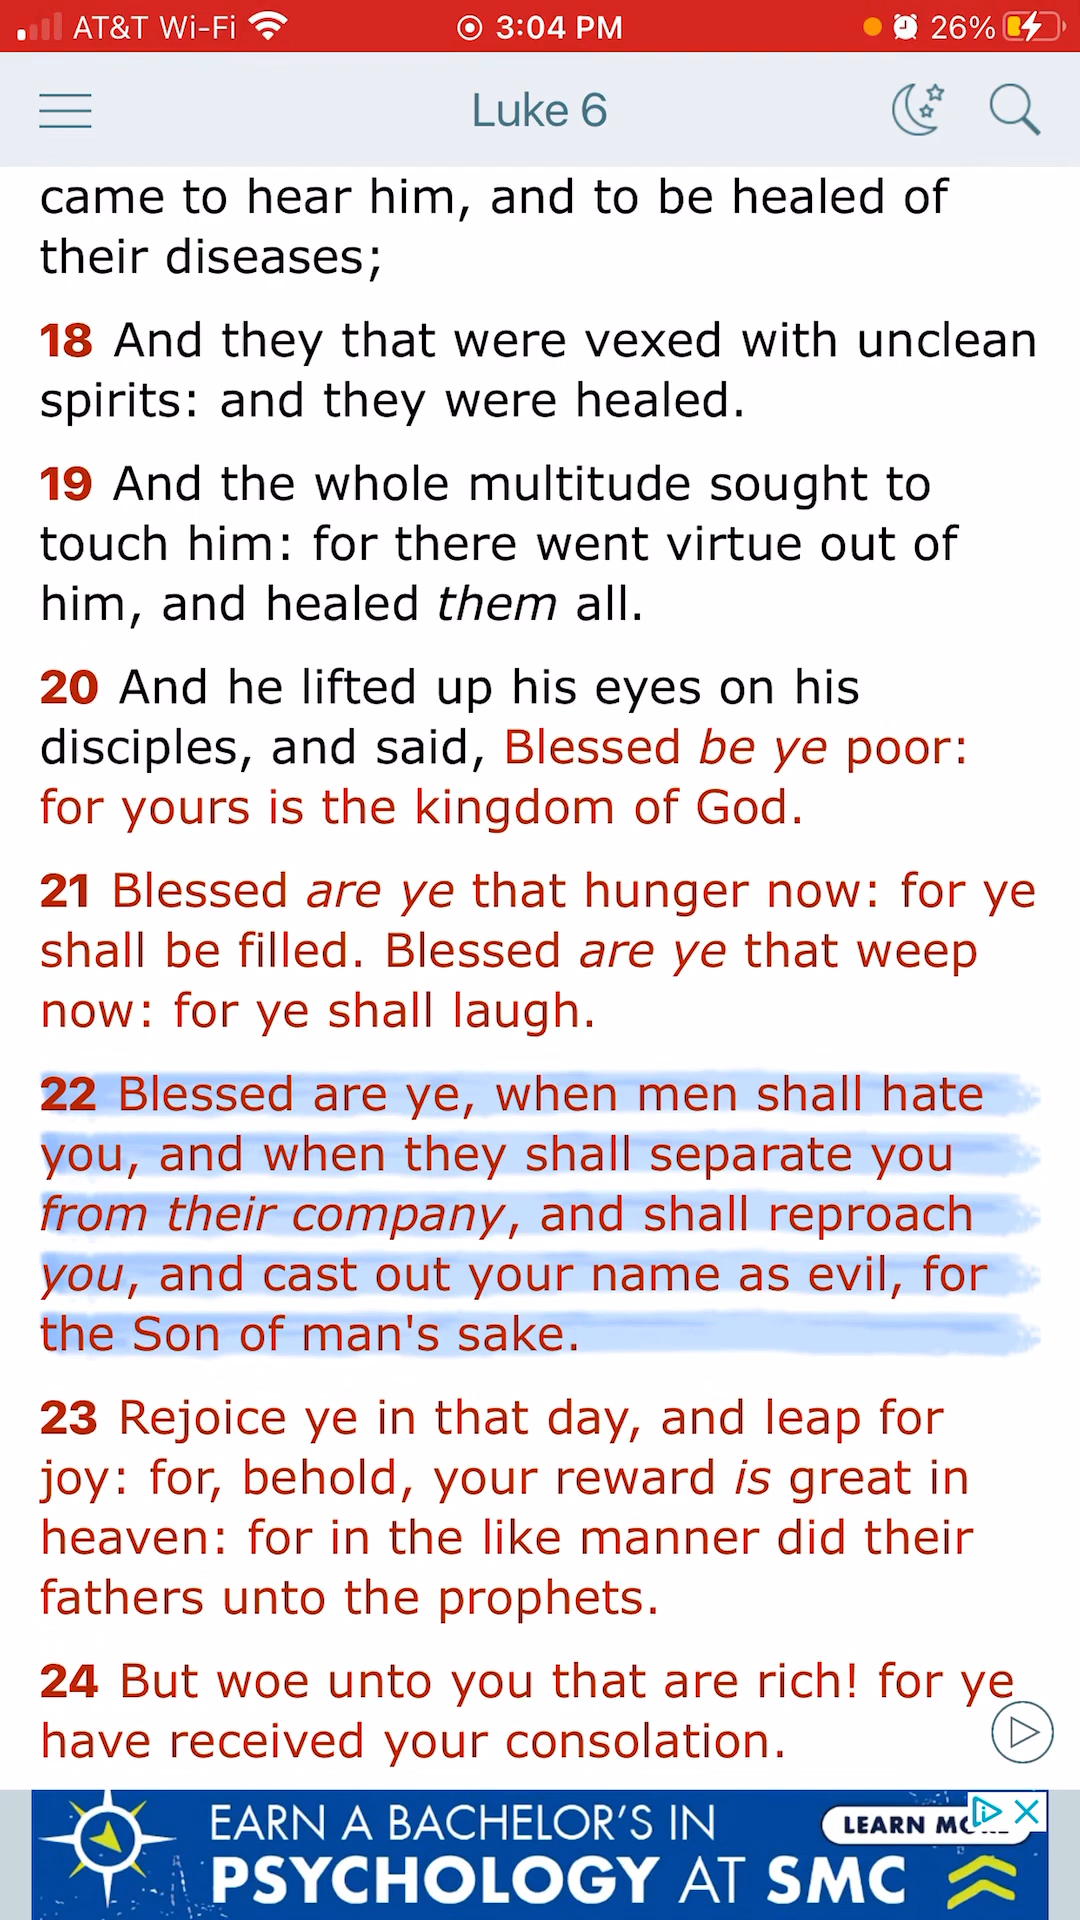 AT&T Wi-Fi 3:04 PM 26%
Luke 6
came to hear him, and to be healed of
their diseases;
18 And they that were vexed with unclean
spirits: and they were healed.
19 And the whole multitude sought to
touch him: for there went virtue out of
him, and healed them all.
20 And he lifted up his eyes on his
disciples, and said, Blessed be ye poor:
for yours is the kingdom of God.
21 Blessed are ye that hunger now: for ye
shall be filled. Blessed are ye that weep
now: for ye shall laugh.
22 Blessed are ye, when men shall hate
you, and when they shall separate you
from their company, and shall reproach
you, and cast out your name as evil, for
the Son of man's sake.
23 Rejoice ye in that day, and leap for
joy: for, behold, your reward is great in
heaven: for in the like manner did their
fathers unto the prophets.
24 But woe unto you that are rich! for ye
have received your consolation.
EARN A BACHELOR'S IN
PSYCHOLOGY AT SMC
LEARN